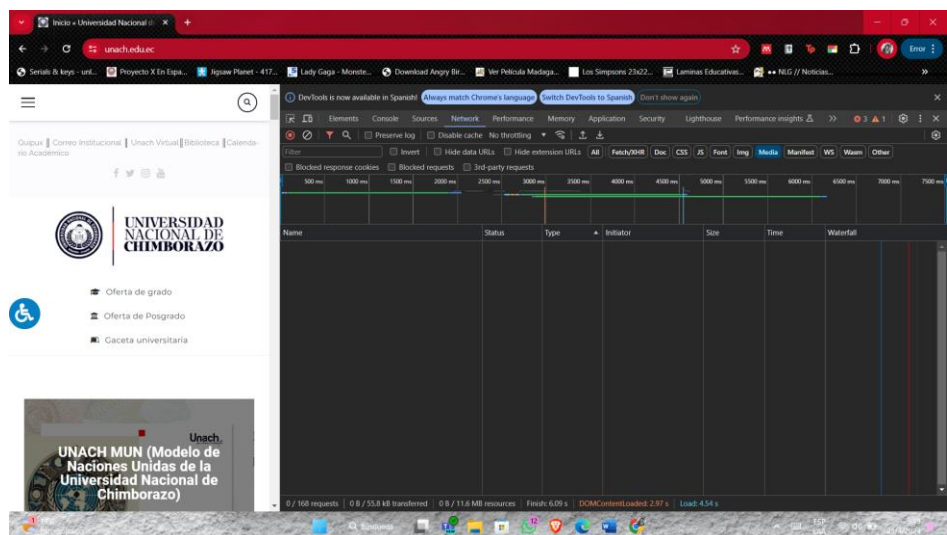 Inicio » Universidad Nacional d
unach.edu.ec
Error
Serials & keys - unl...
Proyecto X En Espa...
Jigsaw Planet - 417...
Lady Gaga - Monste...
Download Angry Bir...
Ver Película Madaga...
Los Simpsons 23x22...
Laminas Educativas...
•• NLG // Noticias...
»
Quipux | Correo Institucional | Unach Virtual | Biblioteca | Calenda-
rio Académico
UNIVERSIDAD
NACIONAL DE
CHIMBORAZO
Oferta de grado
Oferta de Posgrado
Gaceta universitaria
Unach
UNACH MUN (Modelo de
Naciones Unidas de la
Universidad Nacional de
Chimborazo)
DevTools is now available in Spanish! Always match Chrome's language Switch DevTools to Spanish Don't show again
Elements Console Sources Network Performance Memory Application Security Lighthouse Performance insights >> 3 1
Preserve log Disable cache No throttling
Filter Invert Hide data URLs Hide extension URLs All Fetch/XHR Doc CSS JS Font Img Media Manifest WS Wasm Other
Blocked response cookies Blocked requests 3rd-party requests
500 ms 1000 ms 1500 ms 2000 ms 2500 ms 3000 ms 3500 ms 4000 ms 4500 ms 5000 ms 5500 ms 6000 ms 6500 ms 7000 ms 7500 ms
Name Status Type Initiator Size Time Waterfall
0 / 168 requests 0 B / 55.8 kB transferred 0 B / 11.6 MB resources Finish: 6.09 s DOMContentLoaded: 2.97 s Load: 4.54 s
Búsqueda
ESP